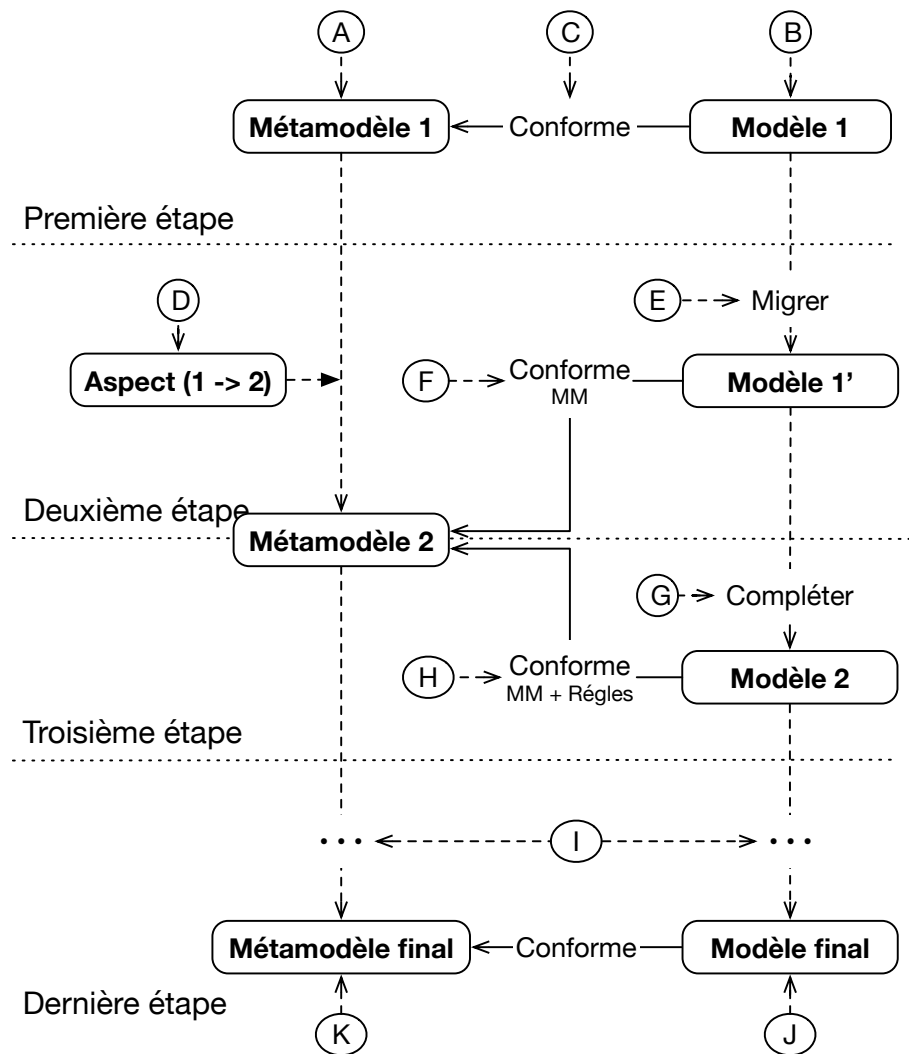 A
C
B
Métamodèle 1
Conforme
Modèle 1
Première étape
D
E
Migrer
Aspect (1 -> 2)
F
Conforme
MM
Modèle 1’
Deuxième étape
Métamodèle 2
G
Compléter
H
Conforme
MM + Régles
Modèle 2
Troisième étape
...
I
...
Métamodèle final
Conforme
Modèle final
Dernière étape
K
J